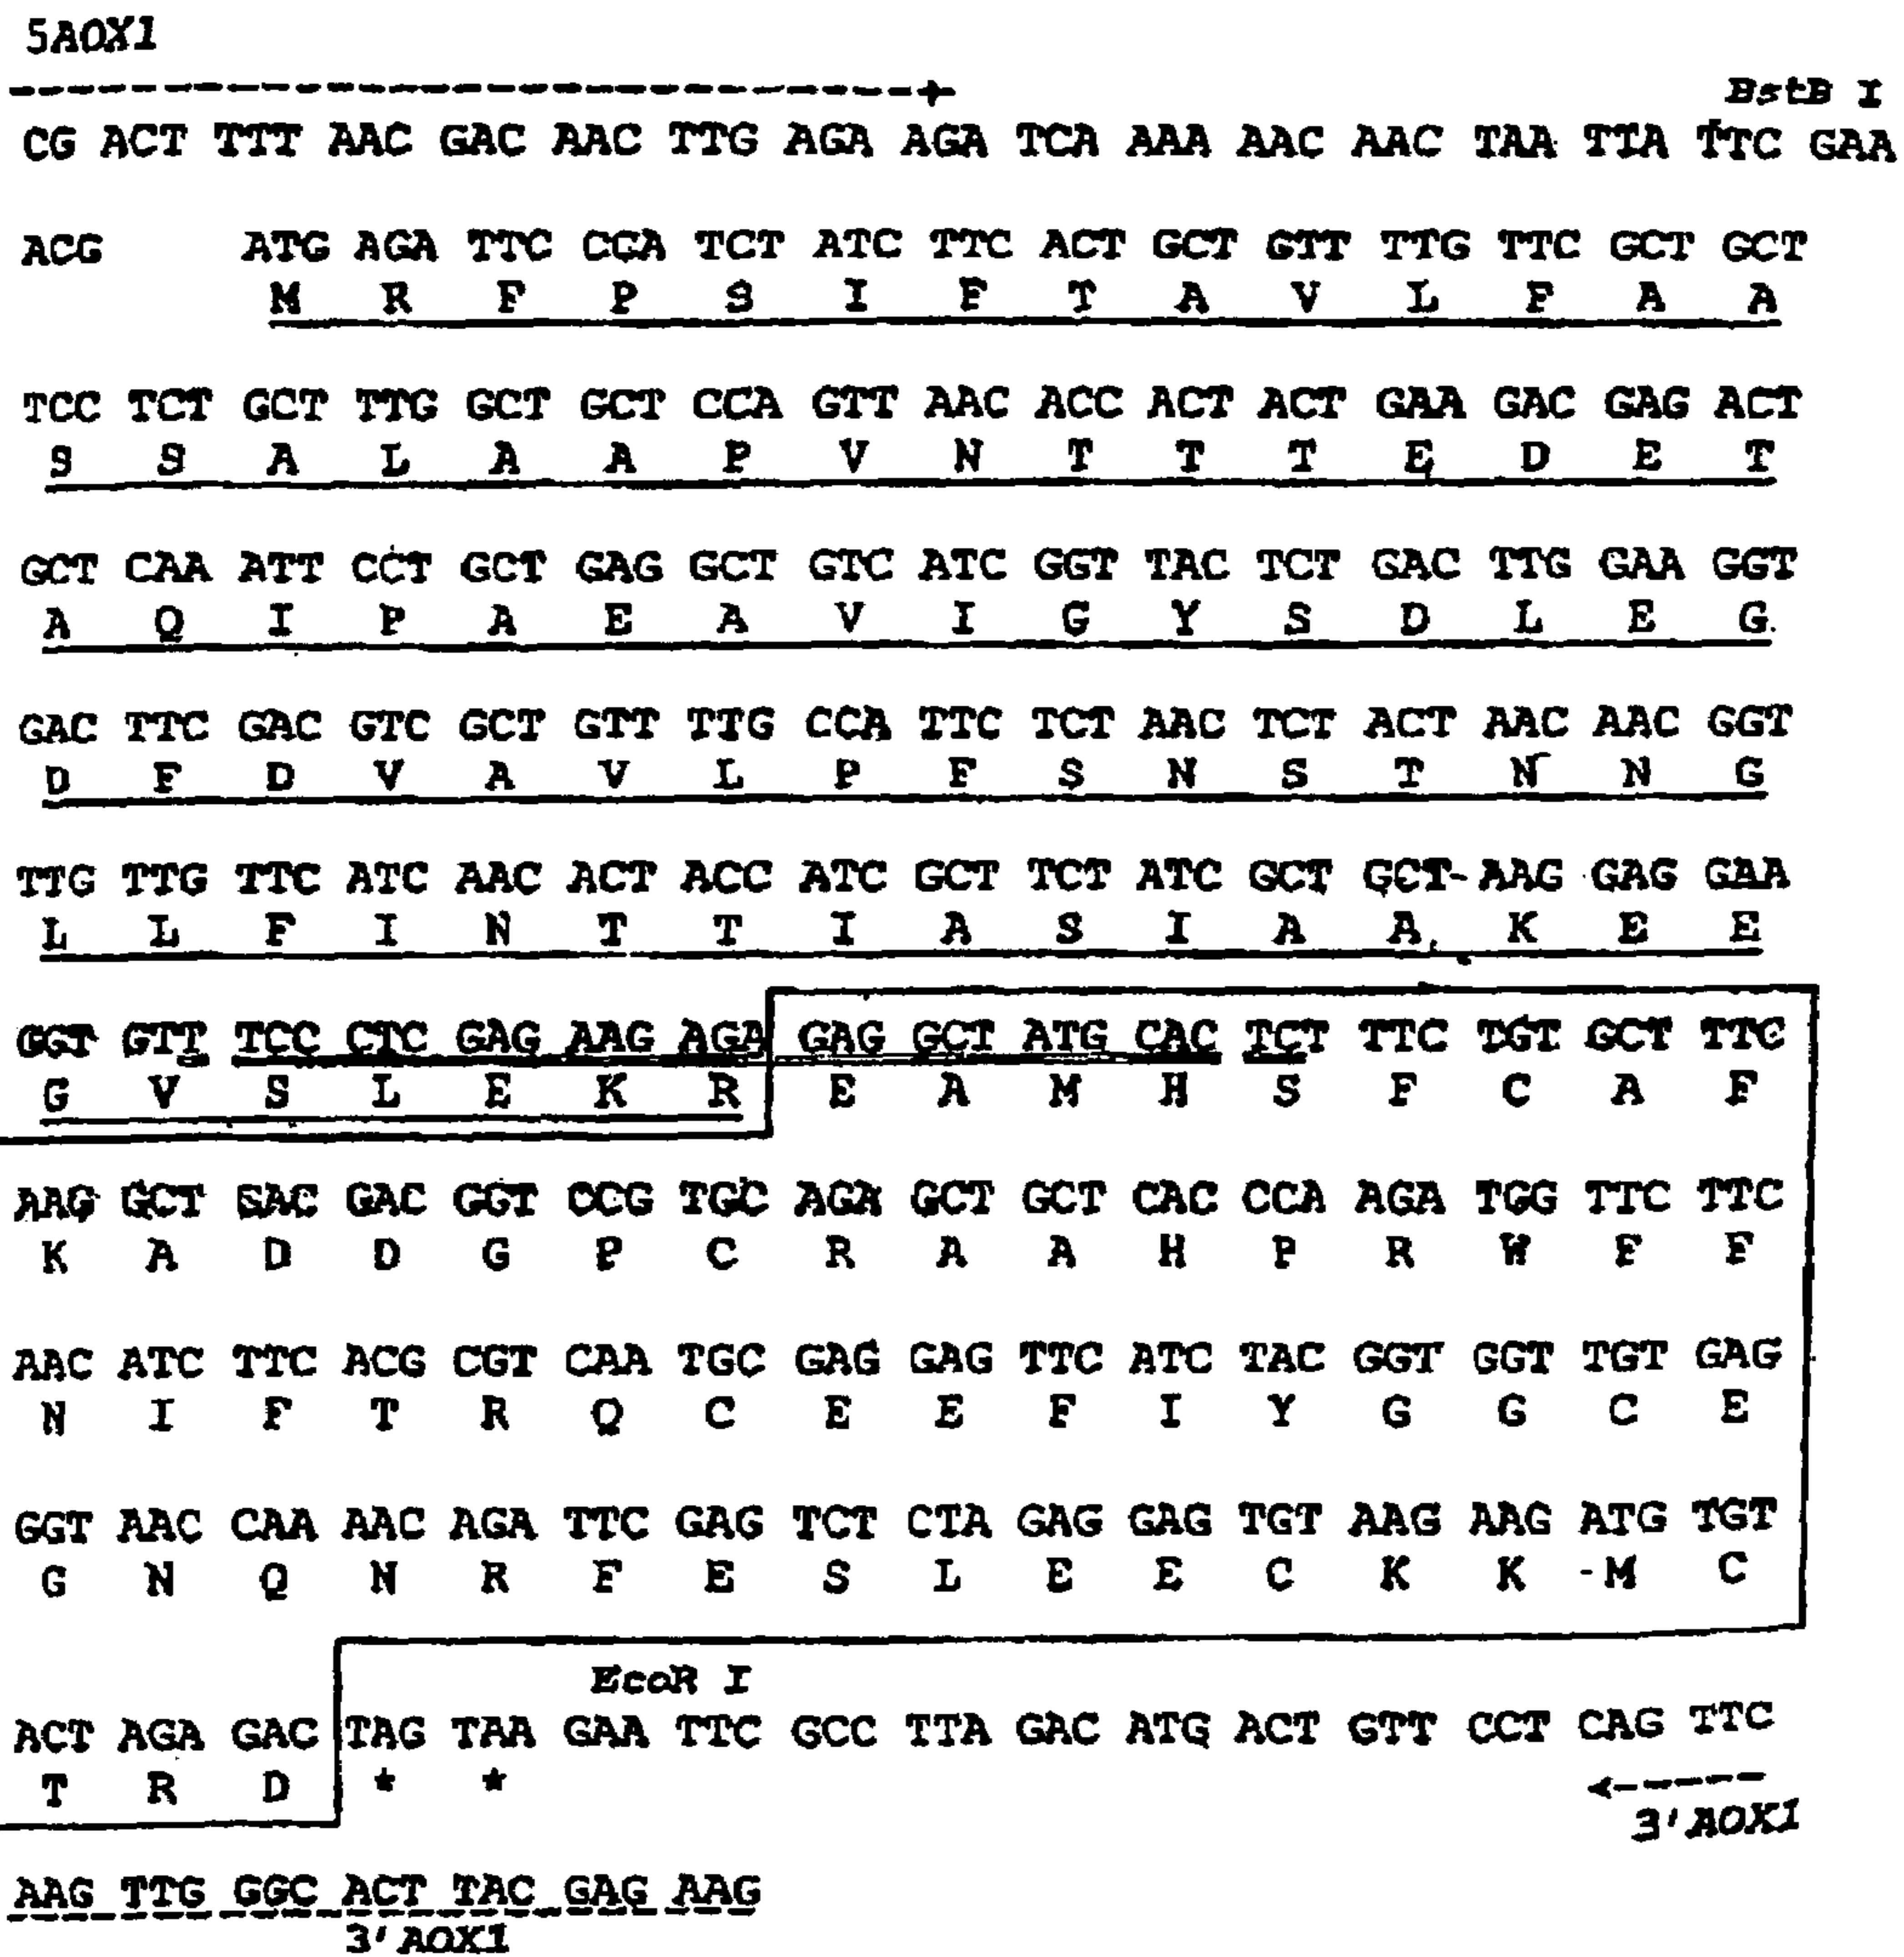 5AOX1
BstB I
CG ACT TTT AAC GAC AAC TTG AGA AGA TCA AAA AAC AAC TAA TTA TTC GAA
ACG ATG AGA TTC CCA TCT ATC TTC ACT GCT GTT TTG TTC GCT GCT
M R F P S I F T A V L F A A
TCC TCT GCT TTG GCT GCT CCA GTT AAC ACC ACT ACT GAA GAC GAG ACT
S S A L A A P V N T T T E D E T
GCT CAA ATT CCT GCT GAG GCT GTC ATC GGT TAC TCT GAC TTG GAA GGT
A Q I P A E A V I G Y S D L E G
GAC TTC GAC GTC GCT GTT TTG CCA TTC TCT AAC TCT ACT AAC AAC GGT
D F D V A V L P F S N S T N N G
TTG TTG TTC ATC AAC ACT ACC ATC GCT TCT ATC GCT GCT AAG GAG GAA
L L F I N T T I A S I A A K E E
GGT GTT TCC CTC GAG AAG AGA GAG GCT ATG CAC TCT TTC TGT GCT TTC
G V S L E K R E A M H S F C A F
AAG GCT GAC GAC GGT CCG TGC AGA GCT GCT CAC CCA AGA TGG TTC TTC
K A D D G P C R A A H P R W F F
AAC ATC TTC ACG CGT CAA TGC GAG GAG TTC ATC TAC GGT GGT TGT GAG
N I F T R Q C E E F I Y G G C E
GGT AAC CAA AAC AGA TTC GAG TCT CTA GAG GAG TGT AAG AAG ATG TGT
G N Q N R F E S L E E C K K M C
EcoR I
ACT AGA GAC TAG TAA GAA TTC GCC TTA GAC ATG ACT GTT CCT CAG TTC
T R D * *
3'AOX1
AAG TTG GGC ACT TAC GAG AAG
3'AOX1